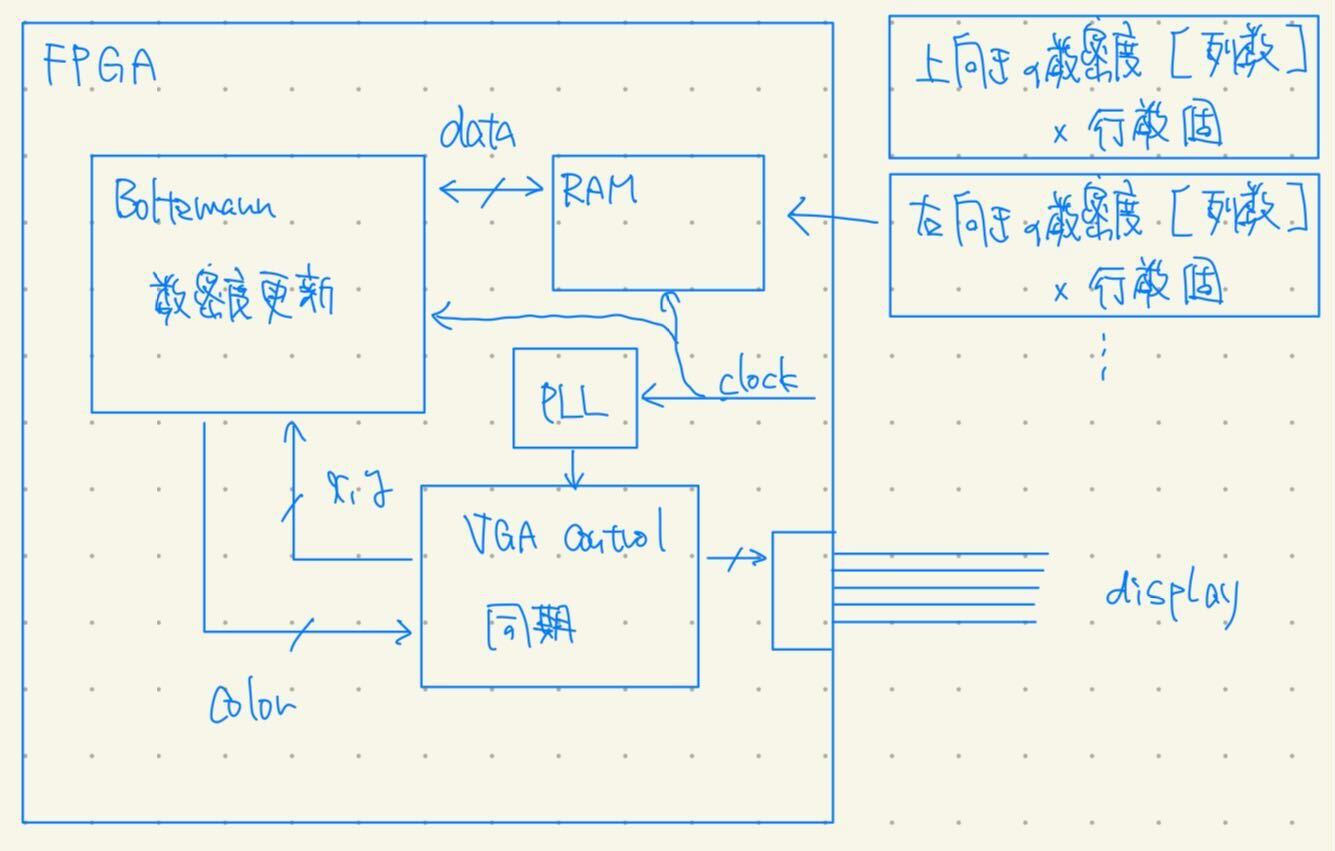 FPGA
上向きの数密度 [列数]
× 行数個
data
Boltzmann
数密度更新
RAM
右向きの数密度 [列数]
× 行数個
clock
PLL
x, y
VGA control
同期
display
color